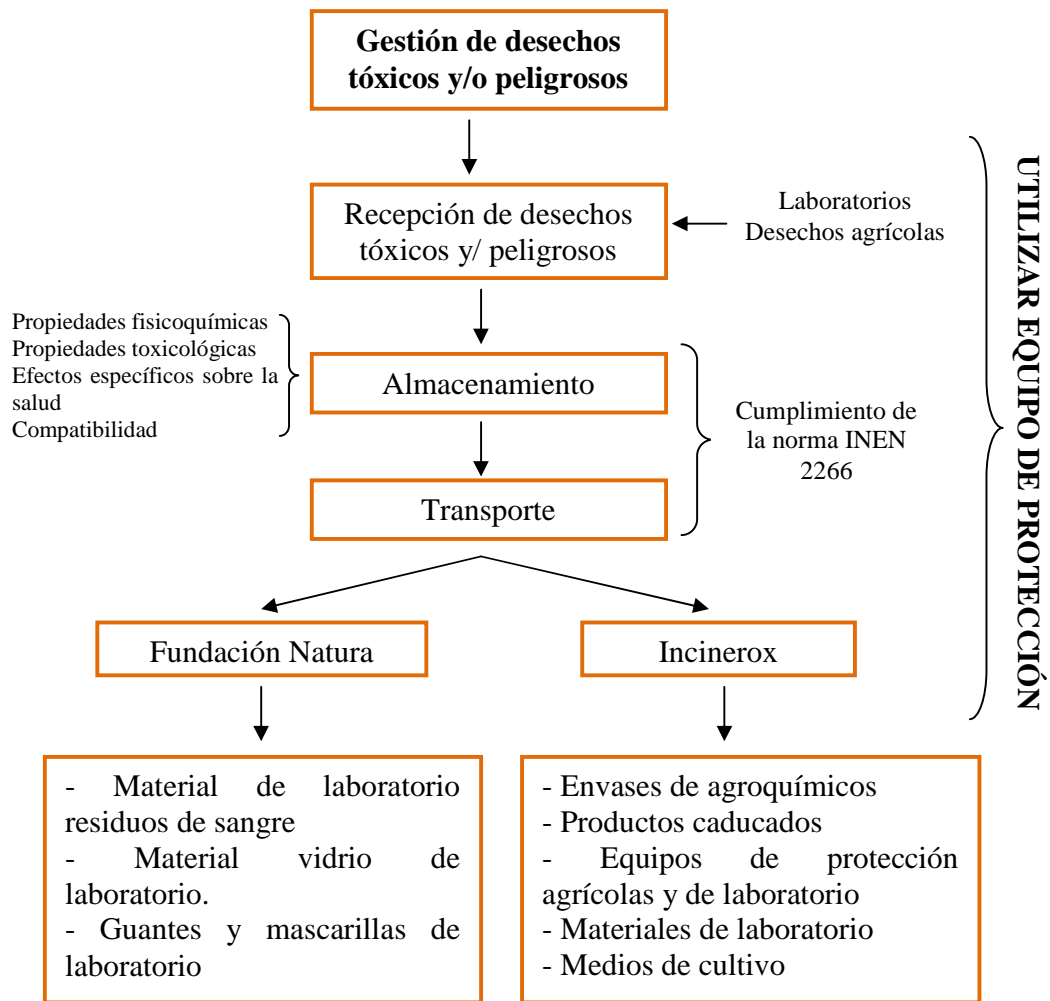 Gestión de desechos
tóxicos y/o peligrosos
Recepción de desechos
tóxicos y/ peligrosos
Laboratorios
Desechos agrícolas
UTILIZAR EQUIPO DE PROTECCIÓN
Propiedades fisicoquímicas
Propiedades toxicológicas
Efectos específicos sobre la
salud
Compatibilidad
Almacenamiento
Cumplimiento de
la norma INEN
2266
Transporte
Fundación Natura
Incinerox
- Material de laboratorio
residuos de sangre
- Material vidrio de
laboratorio.
- Guantes y mascarillas de
laboratorio
- Envases de agroquímicos
- Productos caducados
- Equipos de protección
agrícolas y de laboratorio
- Materiales de laboratorio
- Medios de cultivo